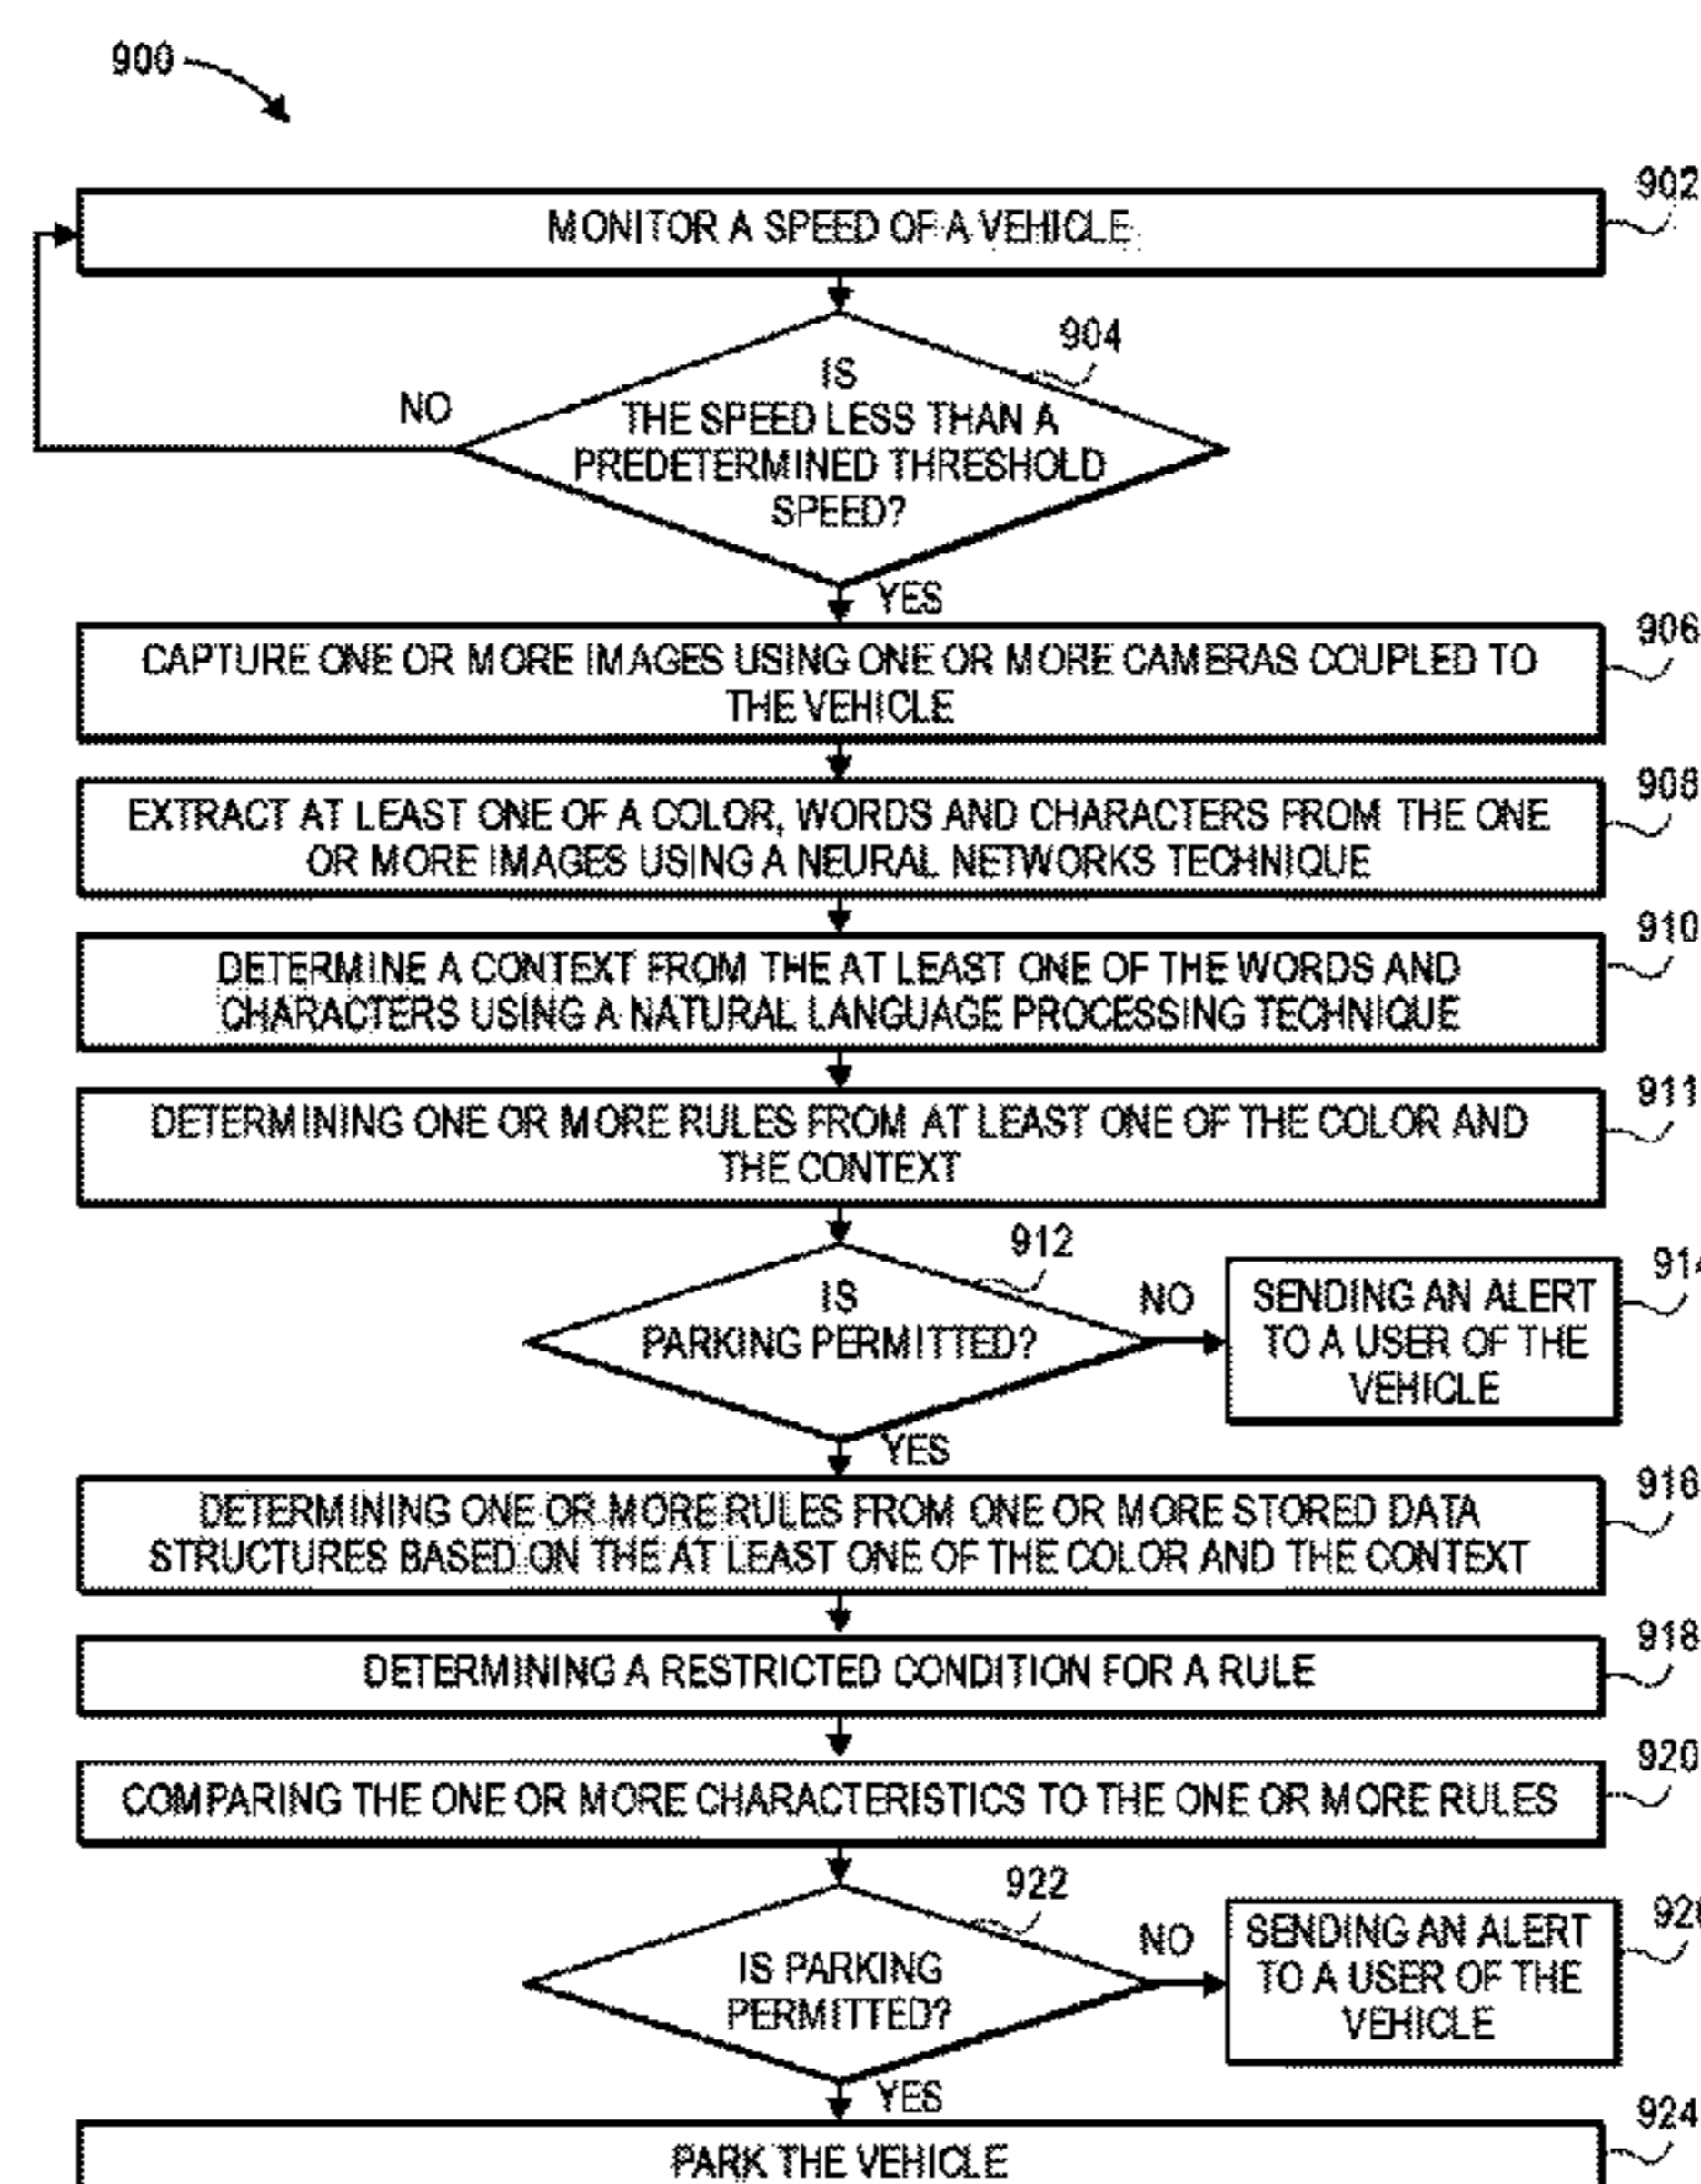 900
902
MONITOR A SPEED OF A VEHICLE
904
IS
THE SPEED LESS THAN A
PREDETERMINED THRESHOLD
SPEED?
NO
YES
906
CAPTURE ONE OR MORE IMAGES USING ONE OR MORE CAMERAS COUPLED TO
THE VEHICLE
908
EXTRACT AT LEAST ONE OF A COLOR, WORDS AND CHARACTERS FROM THE ONE
OR MORE IMAGES USING A NEURAL NETWORKS TECHNIQUE
910
DETERMINE A CONTEXT FROM THE AT LEAST ONE OF THE WORDS AND
CHARACTERS USING A NATURAL LANGUAGE PROCESSING TECHNIQUE
911
DETERMINING ONE OR MORE RULES FROM AT LEAST ONE OF THE COLOR AND
THE CONTEXT
912
IS
PARKING PERMITTED?
NO
914
SENDING AN ALERT
TO A USER OF THE
VEHICLE
YES
916
DETERMINING ONE OR MORE RULES FROM ONE OR MORE STORED DATA
STRUCTURES BASED ON THE AT LEAST ONE OF THE COLOR AND THE CONTEXT
918
DETERMINING A RESTRICTED CONDITION FOR A RULE
920
COMPARING THE ONE OR MORE CHARACTERISTICS TO THE ONE OR MORE RULES
922
IS PARKING
PERMITTED?
NO
SENDING AN ALERT
TO A USER OF THE
VEHICLE
YES
924
PARK THE VEHICLE